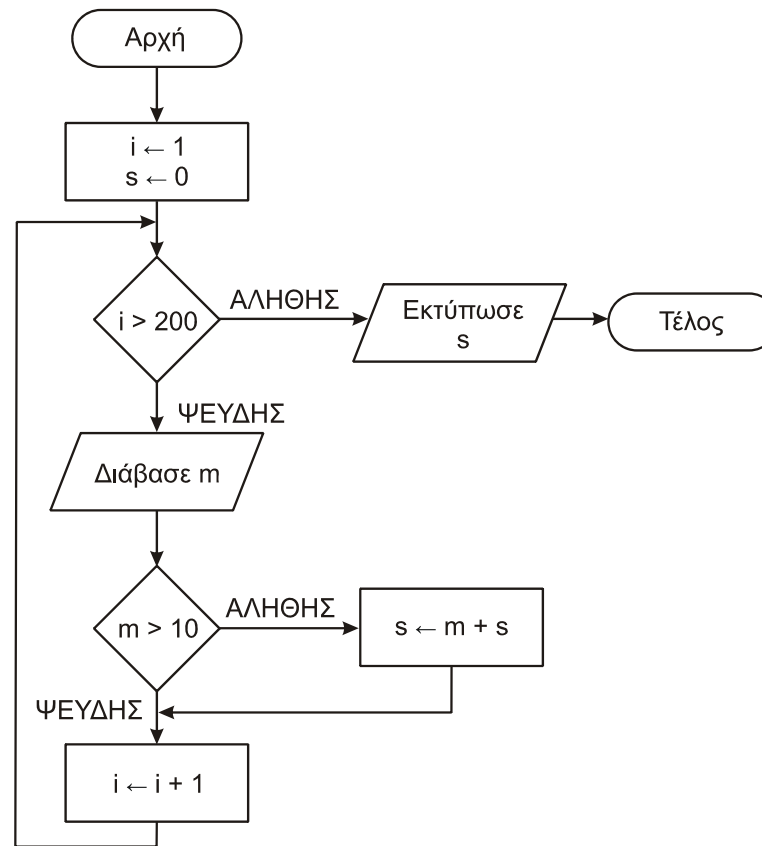 Αρχή
i ← 1
s ← 0
i > 200
ΑΛΗΘΗΣ
Εκτύπωσε
s
Τέλος
ΨΕΥΔΗΣ
Διάβασε m
m > 10
ΑΛΗΘΗΣ
s ← m + s
ΨΕΥΔΗΣ
i ← i + 1